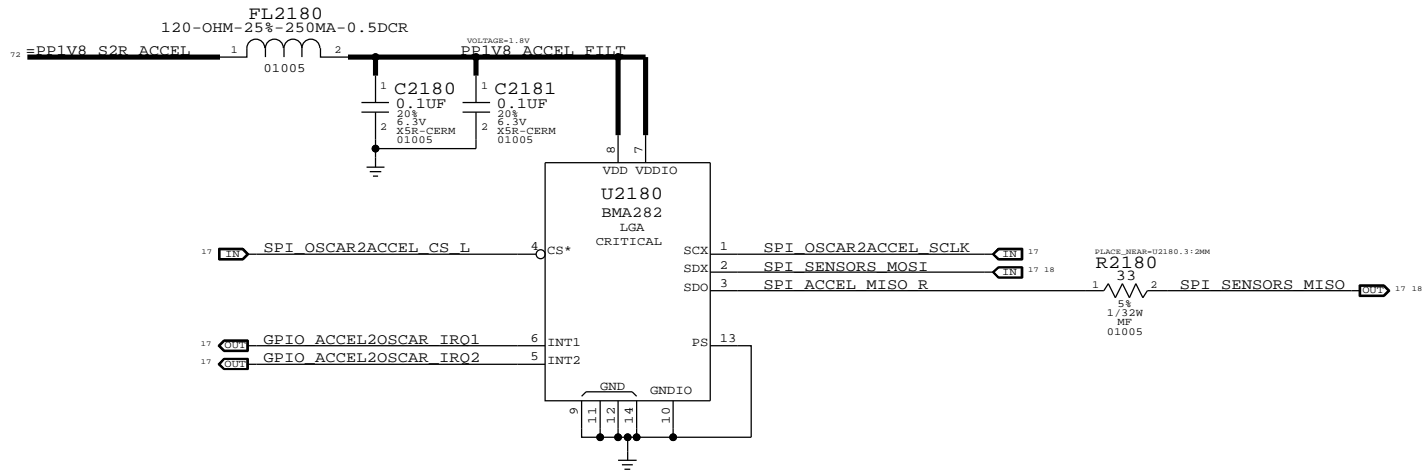 FL2180
120-OHM-25%-250MA-0.5DCR
72 =PP1V8_S2R_ACCEL 1 2
01005
VOLTAGE=1.8V
PP1V8_ACCEL_FILT
1 C2180
0.1UF
20%
6.3V
2 X5R-CERM
01005
1 C2181
0.1UF
20%
6.3V
2 X5R-CERM
01005
8 7
VDD VDDIO
U2180
BMA282
LGA
CRITICAL
17 IN SPI_OSCAR2ACCEL_CS_L 4 CS*
SCX 1 SPI_OSCAR2ACCEL_SCLK IN 17
SDX 2 SPI_SENSORS_MOSI IN 17 18
SDO 3 SPI_ACCEL_MISO_R 1 2 SPI_SENSORS_MISO OUT 17 18
PLACE_NEAR=U2180.3:2MM
R2180
33
5%
1/32W
MF
01005
17 OUT GPIO_ACCEL2OSCAR_IRQ1 6 INT1
17 OUT GPIO_ACCEL2OSCAR_IRQ2 5 INT2
PS 13
GND GNDIO
9 11 12 14 10